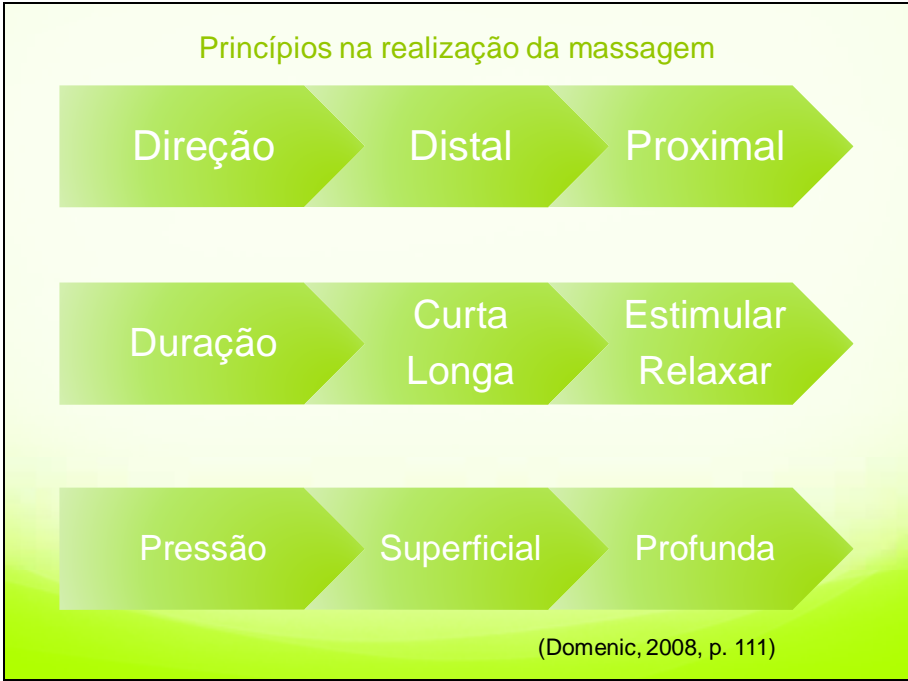 Princípios na realização da massagem
Direção Distal Proximal
Duração Curta Longa Estimular Relaxar
Pressão Superficial Profunda
(Domenic, 2008, p. 111)